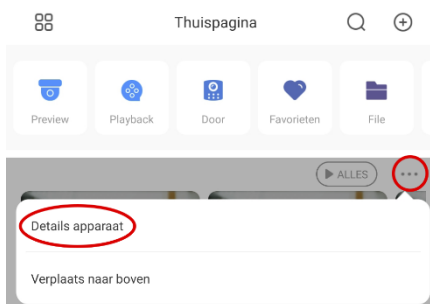 Thuispagina
Preview Playback Door Favorieten File
ALLES
Details apparaat
Verplaats naar boven